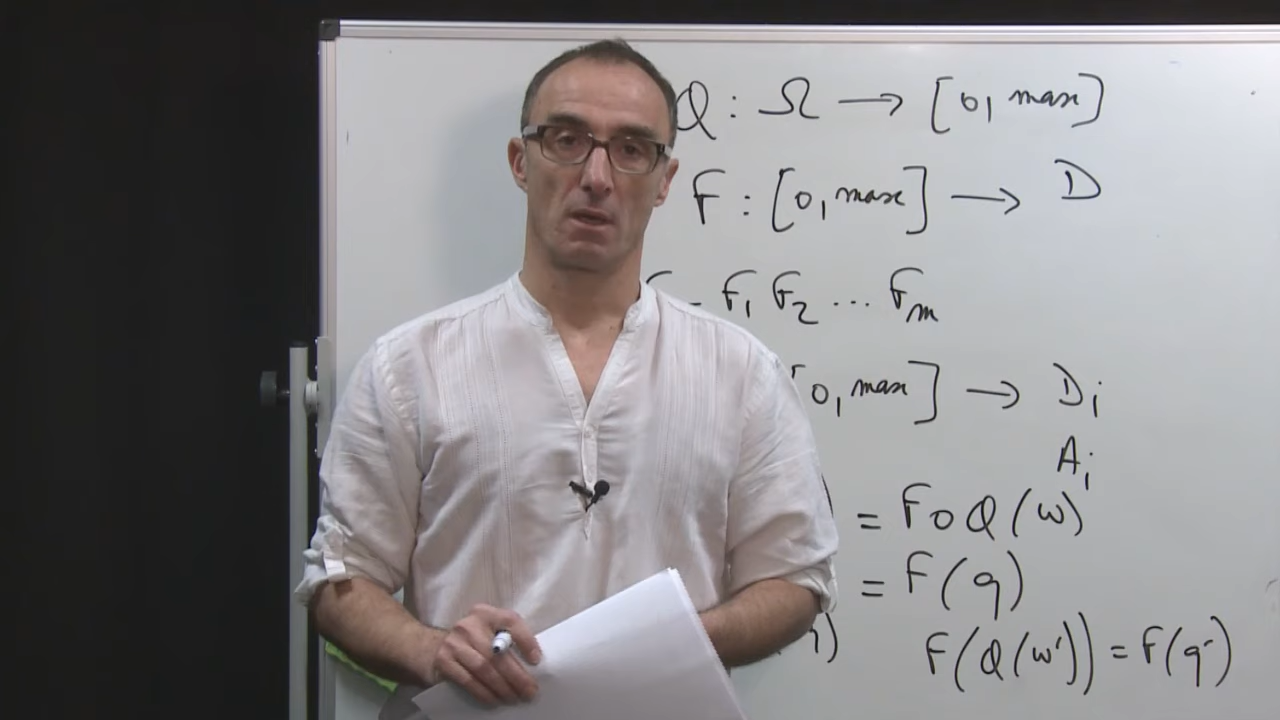 Q : Ω → [0, max]
F : [0, max] → D
F = F₁ F₂ ... Fₘ
[0, max] → Dᵢ
Aᵢ
) = F o Q (w)
= F (q)
) F(Q(w')) = F(q')